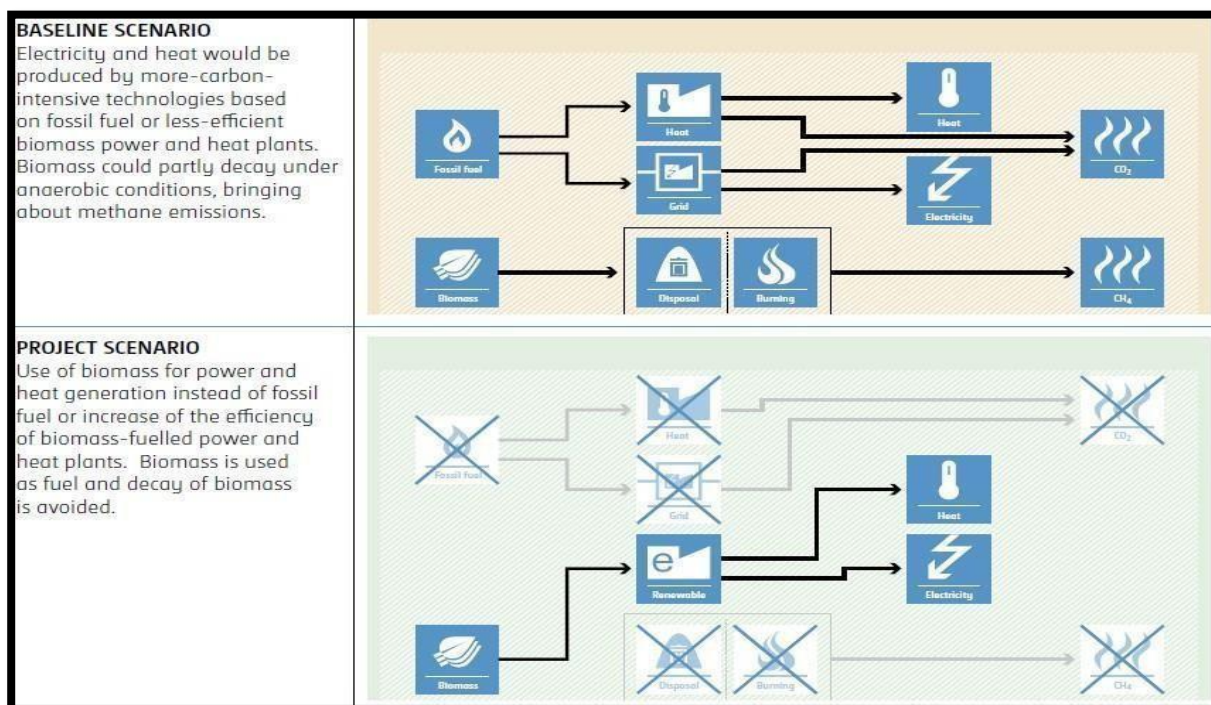 BASELINE SCENARIO
Electricity and heat would be
produced by more-carbon-
intensive technologies based
on fossil fuel or less-efficient
biomass power and heat plants.
Biomass could partly decay under
anaerobic conditions, bringing
about methane emissions.
Heat
Heat
Fossil fuel
CO₂
Grid
Electricity
Biomass
Disposal
Burning
CH₄
PROJECT SCENARIO
Use of biomass for power and
heat generation instead of fossil
fuel or increase of the efficiency
of biomass-fuelled power and
heat plants. Biomass is used
as fuel and decay of biomass
is avoided.
Heat
CO₂
Fossil fuel
Grid
Heat
e
Renewable
Electricity
Biomass
Disposal
Burning
CH₄